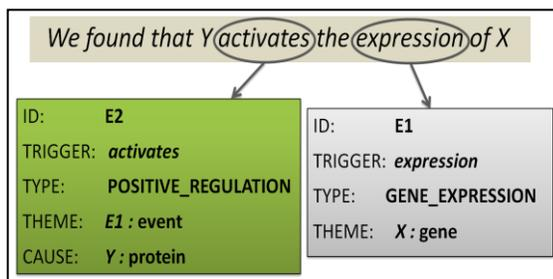 We found that Y activates the expression of X
ID: E2
TRIGGER: activates
TYPE: POSITIVE_REGULATION
THEME: E1 : event
CAUSE: Y : protein
ID: E1
TRIGGER: expression
TYPE: GENE_EXPRESSION
THEME: X : gene